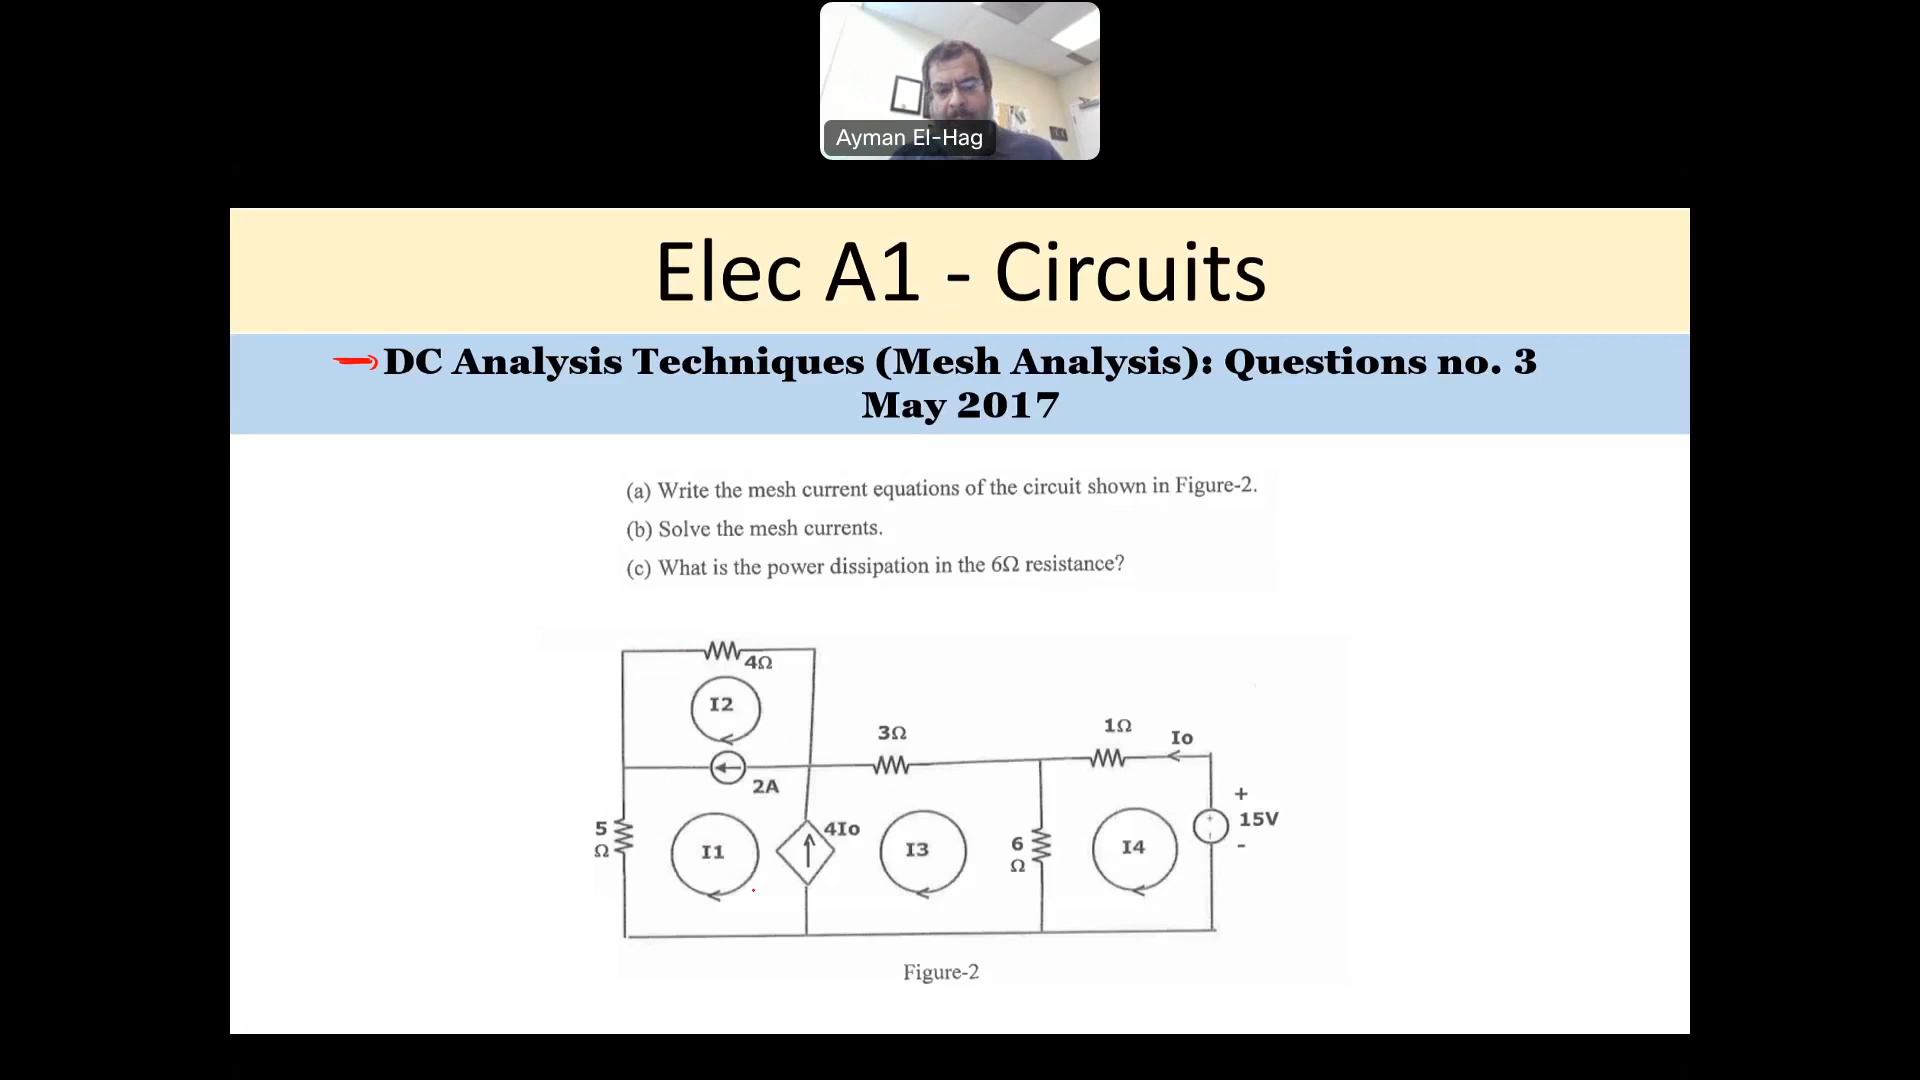 Ayman El-Hag
Elec A1 - Circuits
DC Analysis Techniques (Mesh Analysis): Questions no. 3
May 2017
(a) Write the mesh current equations of the circuit shown in Figure-2.
(b) Solve the mesh currents.
(c) What is the power dissipation in the 6Ω resistance?
4Ω
I2
3Ω
1Ω
Io
2A
+
15V
-
5
Ω
I1
4Io
I3
6
Ω
I4
Figure-2